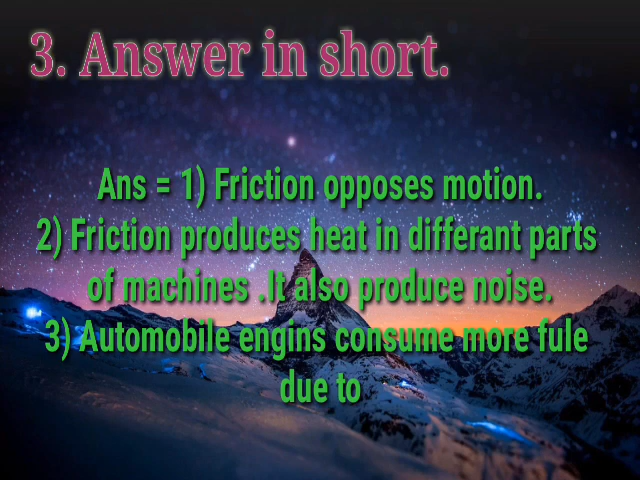 3. Answer in short.
Ans = 1) Friction opposes motion.
2) Friction produces heat in differant parts
of machines .It also produce noise.
3) Automobile engins consume more fule
due to